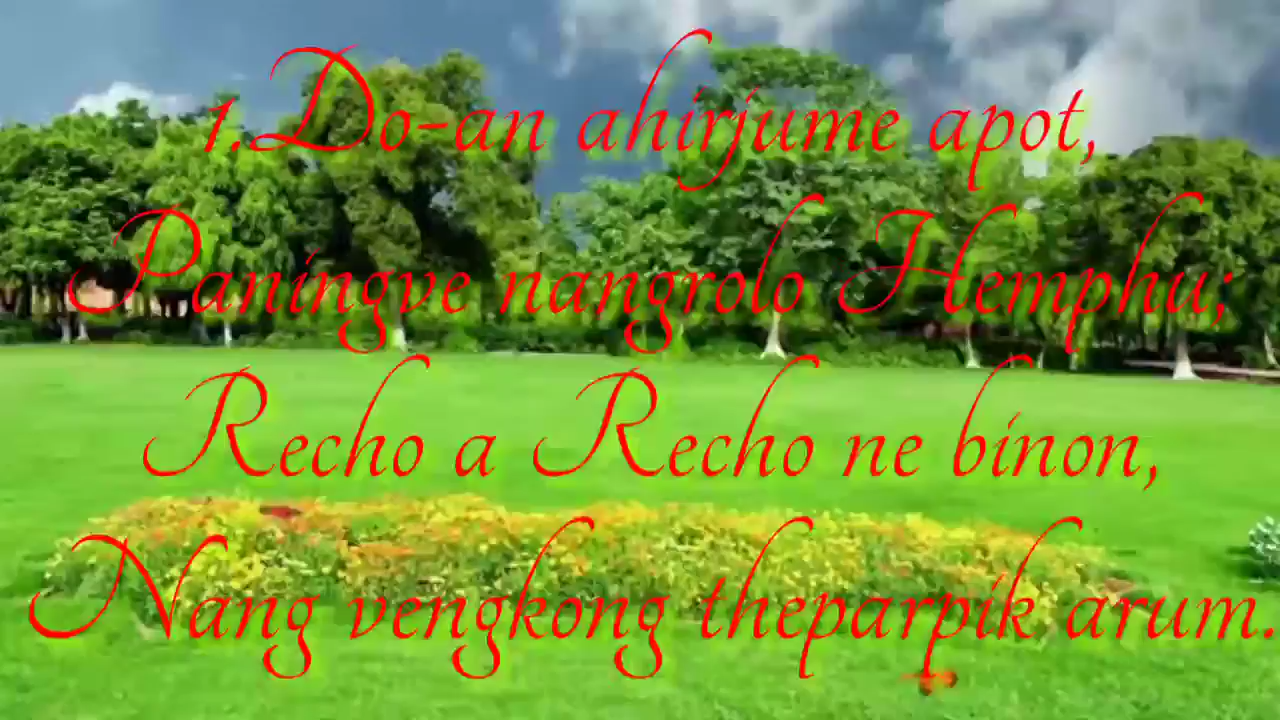 1.Do-an ahirjume apot,
Paningve nangrolo Hemphu;
Recho a Recho ne binon,
Nang vengkong theparpik arum.